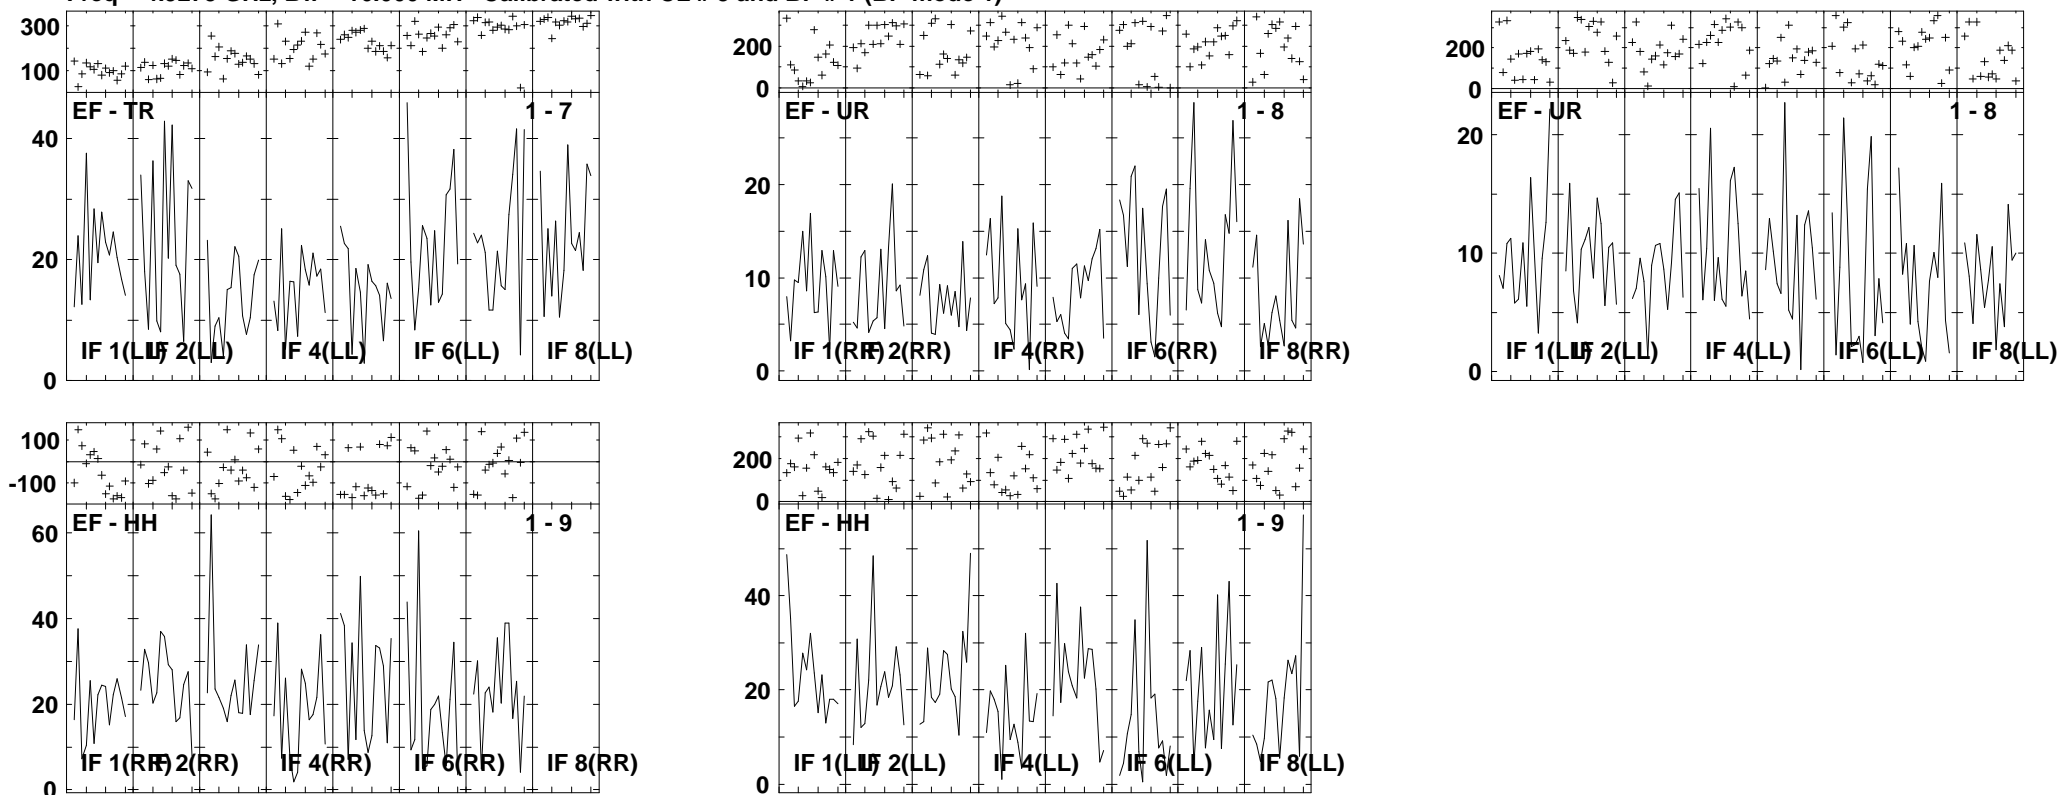 300
100
EF - TR
1 - 7
40
20
0
IF 1(LL)
IF 2(LL)
IF 4(LL)
IF 6(LL)
IF 8(LL)
200
0
EF - UR
1 - 8
20
10
0
IF 1(RR)
IF 2(RR)
IF 4(RR)
IF 6(RR)
IF 8(RR)
200
0
EF - UR
1 - 8
20
10
0
IF 1(LL)
IF 2(LL)
IF 4(LL)
IF 6(LL)
IF 8(LL)
100
-100
EF - HH
1 - 9
60
40
20
0
IF 1(RR)
IF 2(RR)
IF 4(RR)
IF 6(RR)
IF 8(RR)
200
0
EF - HH
1 - 9
40
20
0
IF 1(LL)
IF 2(LL)
IF 4(LL)
IF 6(LL)
IF 8(LL)